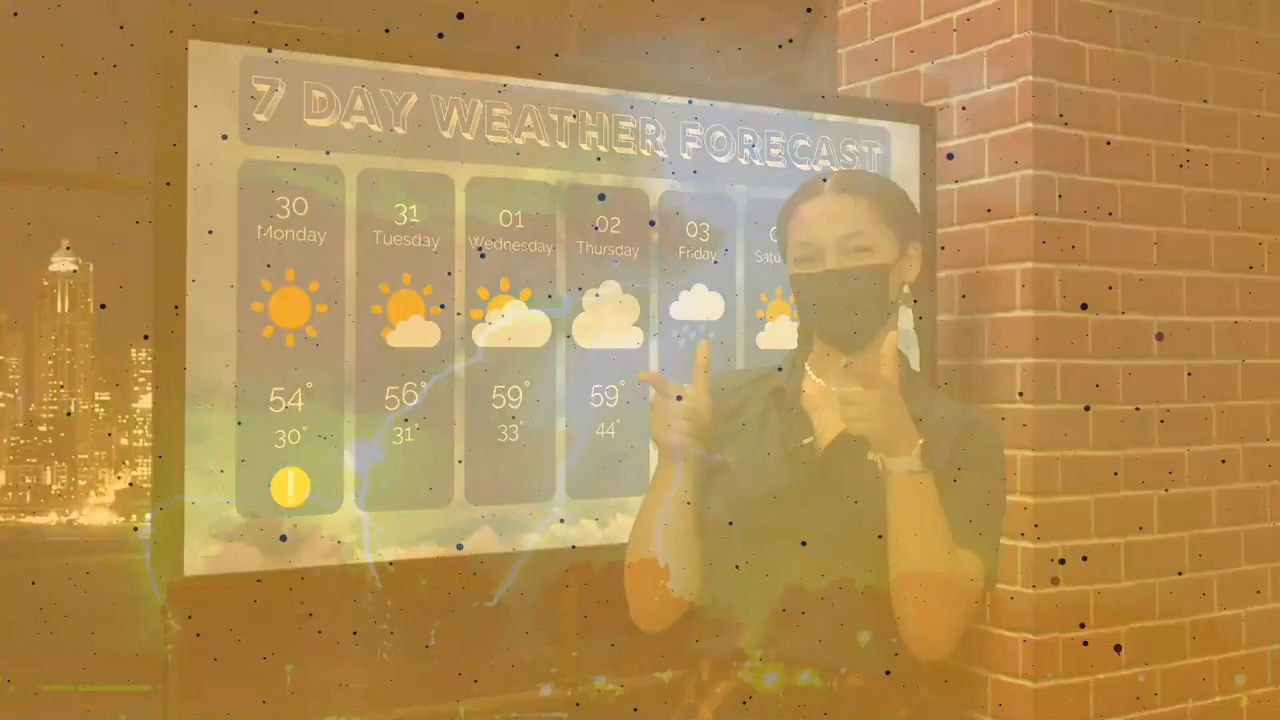 7 DAY WEATHER FORECAST
30 31 01 02 03
Monday Tuesday Wednesday Thursday Friday
54° 56° 59° 59°
30° 31° 33° 44°
!